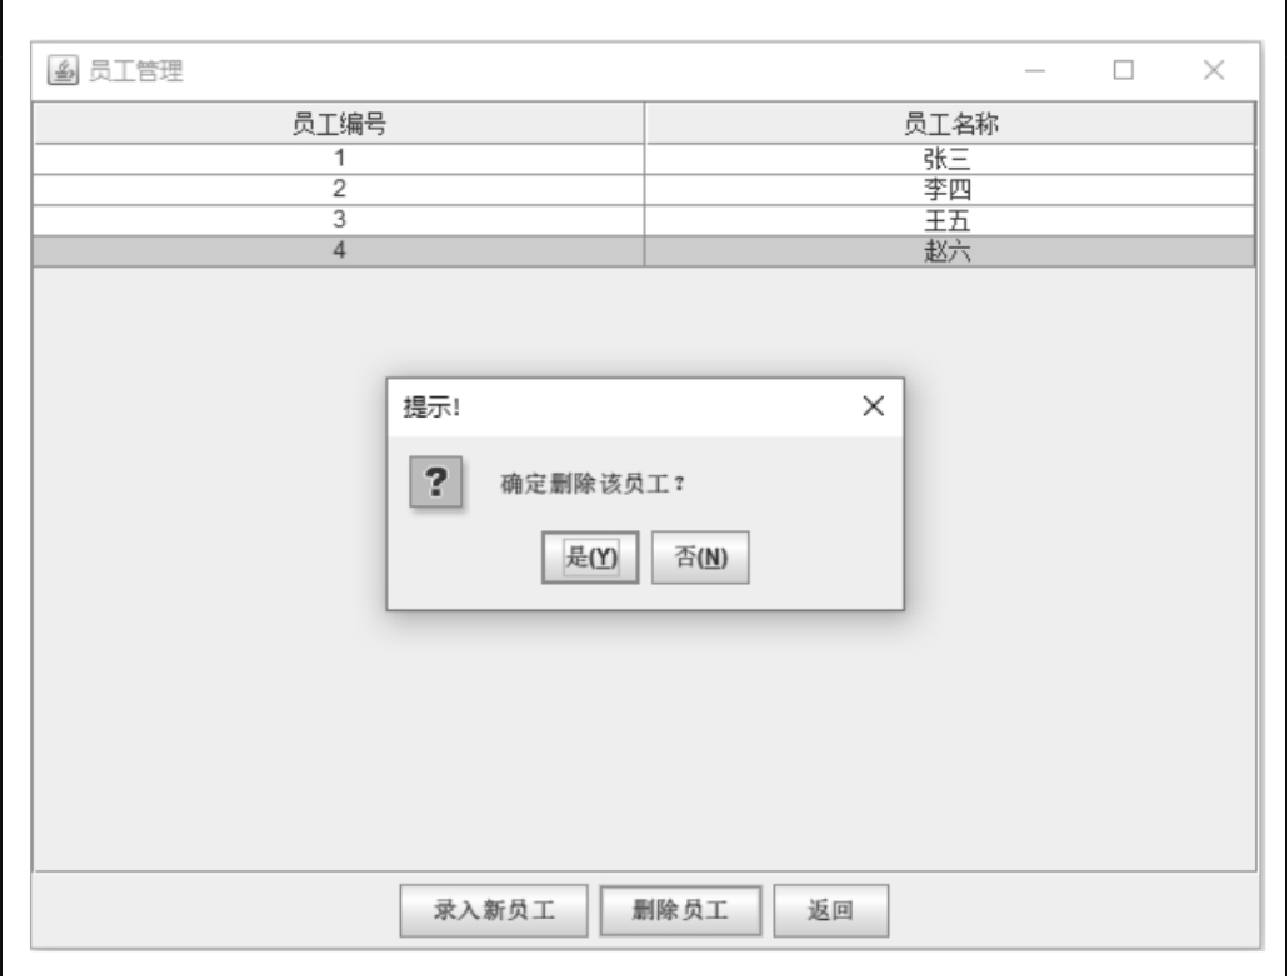 员工管理
员工编号 员工名称
1 张三
2 李四
3 王五
4 赵六
提示!
? 确定删除该员工?
是(Y) 否(N)
录入新员工 删除员工 返回